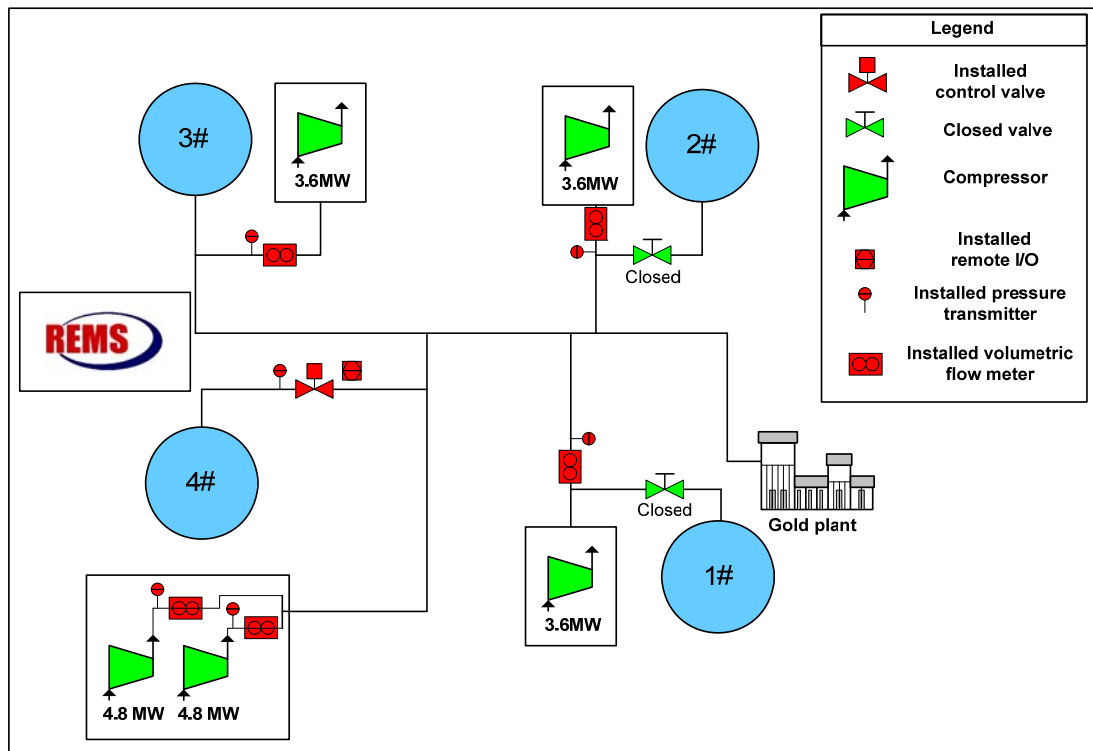 Legend
Installed
control valve
Closed valve
Compressor
Installed
remote I/O
Installed pressure
transmitter
Installed volumetric
flow meter
3#
3.6MW
3.6MW
2#
Closed
REMS
4#
Closed
Gold plant
1#
3.6MW
4.8 MW
4.8 MW